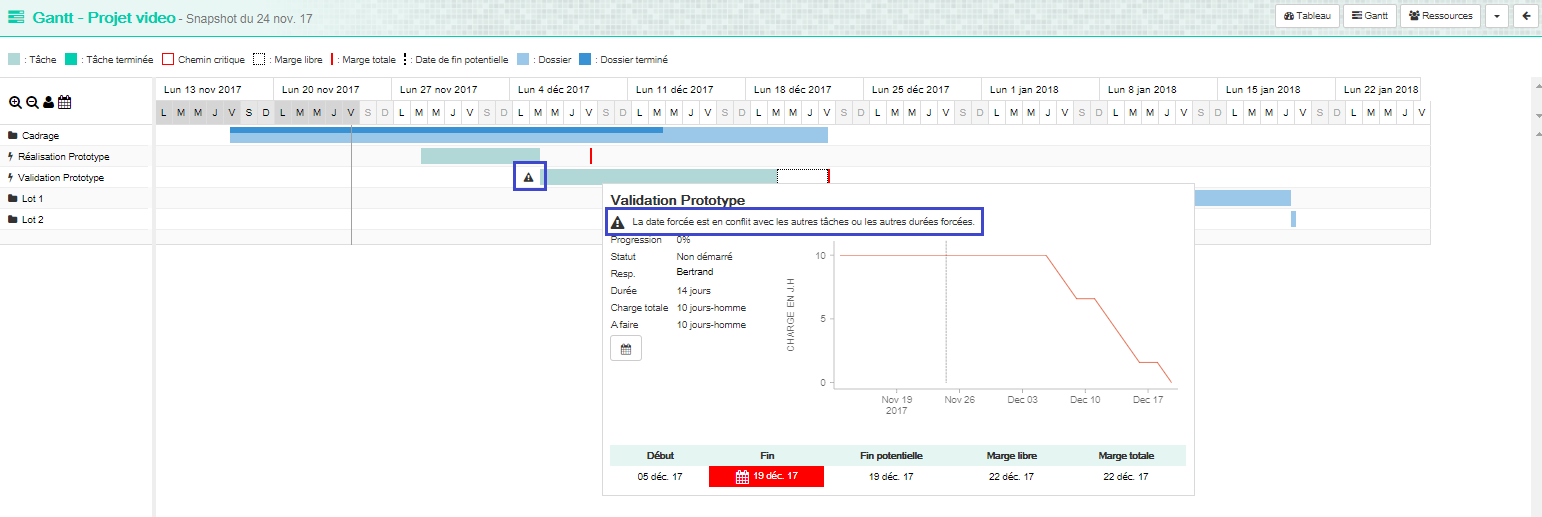 Gantt - Projet video - Snapshot du 24 nov. 17
Tableau Gantt Ressources
: Tâche : Tâche terminée Chemin critique : Marge libre : Marge totale : Date de fin potentielle : Dossier : Dossier terminé
Lun 13 nov 2017 Lun 20 nov 2017 Lun 27 nov 2017 Lun 4 déc 2017 Lun 11 déc 2017 Lun 18 déc 2017 Lun 25 déc 2017 Lun 1 jan 2018 Lun 8 jan 2018 Lun 15 jan 2018 Lun 22 jan 2018
L M M J V S D L M M J V S D L M M J V S D L M M J V S D L M M J V S D L M M J V S D L M M J V S D L M M J V S D L M M J V S D L M M J V S D L M M J V
Cadrage
Réalisation Prototype
Validation Prototype
Lot 1
Lot 2
Validation Prototype
La date forcée est en conflit avec les autres tâches ou les autres durées forcées.
Progression 0%
Statut Non démarré
Resp. Bertrand
Durée 14 jours
Charge totale 10 jours-homme
A faire 10 jours-homme
CHARGE EN J.H
10
5
0
Nov 19 Nov 26 Dec 03 Dec 10 Dec 17
2017
Début Fin Fin potentielle Marge libre Marge totale
05 déc. 17 19 déc. 17 19 déc. 17 22 déc. 17 22 déc. 17